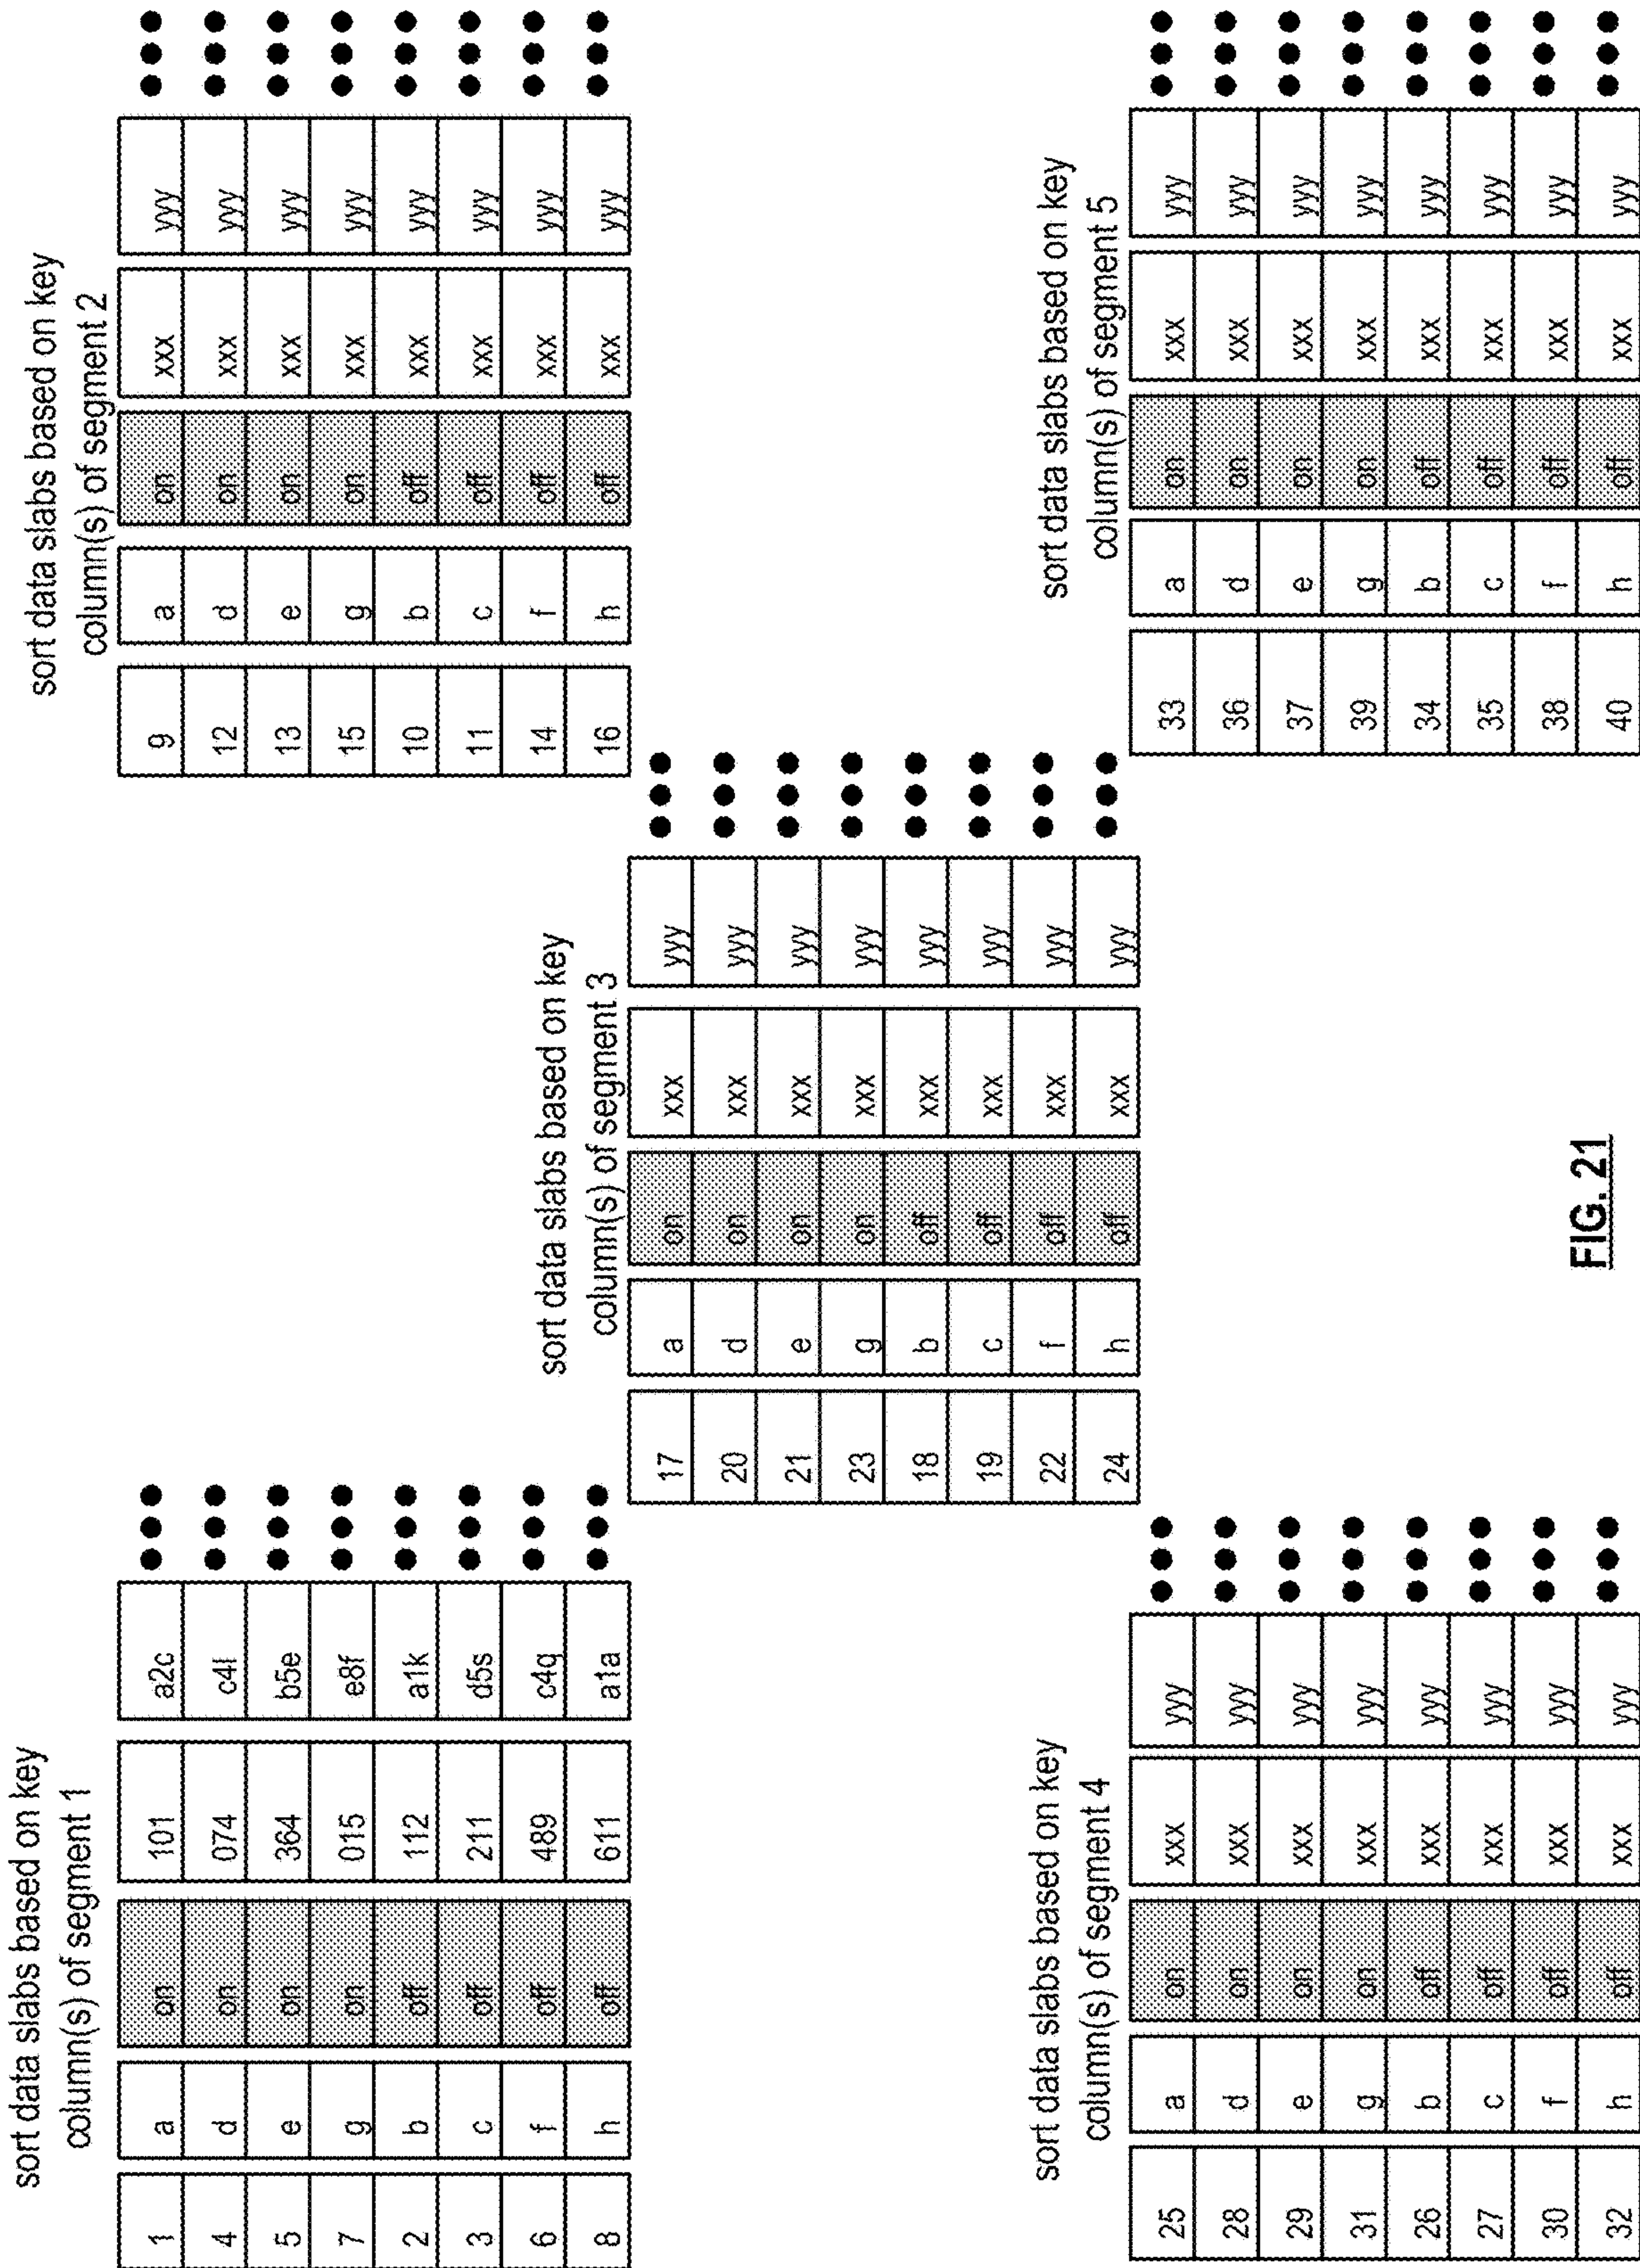 sort data slabs based on key
column(s) of segment 1
1 a on 101 a2c
4 d on 074 c4l
5 e on 364 b5e
7 g on 015 e8f
2 b off 112 a1k
3 c off 211 d5s
6 f off 489 c4q
8 h off 611 a1a
sort data slabs based on key
column(s) of segment 2
9 a on xxx yyy
12 d on xxx yyy
13 e on xxx yyy
15 g on xxx yyy
10 b off xxx yyy
11 c off xxx yyy
14 f off xxx yyy
16 h off xxx yyy
sort data slabs based on key
column(s) of segment 3
17 a on xxx yyy
20 d on xxx yyy
21 e on xxx yyy
23 g on xxx yyy
18 b off xxx yyy
19 c off xxx yyy
22 f off xxx yyy
24 h off xxx yyy
sort data slabs based on key
column(s) of segment 4
25 a on xxx yyy
28 d on xxx yyy
29 e on xxx yyy
31 g on xxx yyy
26 b off xxx yyy
27 c off xxx yyy
30 f off xxx yyy
32 h off xxx yyy
sort data slabs based on key
column(s) of segment 5
33 a on xxx yyy
36 d on xxx yyy
37 e on xxx yyy
39 g on xxx yyy
34 b off xxx yyy
35 c off xxx yyy
38 f off xxx yyy
40 h off xxx yyy
FIG. 21